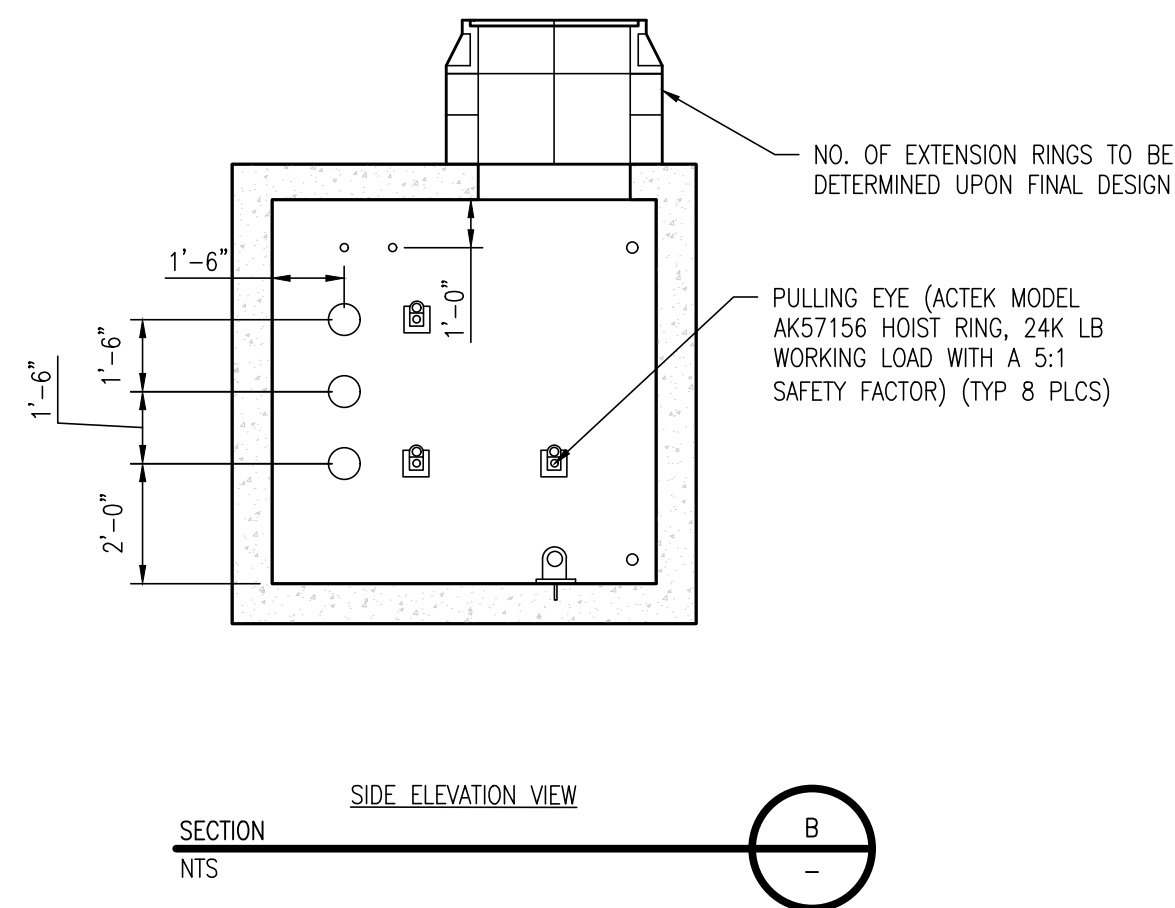 NO. OF EXTENSION RINGS TO BE
DETERMINED UPON FINAL DESIGN
1'-6"
1'-0"
1'-6"
1'-6"
2'-0"
PULLING EYE (ACTEK MODEL
AK57156 HOIST RING, 24K LB
WORKING LOAD WITH A 5:1
SAFETY FACTOR) (TYP 8 PLCS)
SIDE ELEVATION VIEW
SECTION
NTS
B
-